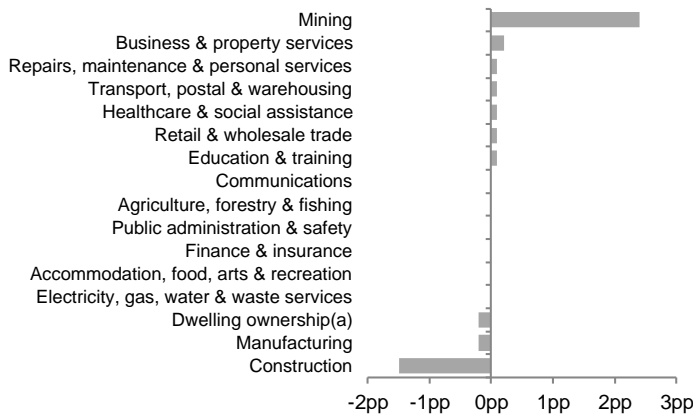 Mining
Business & property services
Repairs, maintenance & personal services
Transport, postal & warehousing
Healthcare & social assistance
Retail & wholesale trade
Education & training
Communications
Agriculture, forestry & fishing
Public administration & safety
Finance & insurance
Accommodation, food, arts & recreation
Electricity, gas, water & waste services
Dwelling ownership(a)
Manufacturing
Construction
-2pp -1pp 0pp 1pp 2pp 3pp